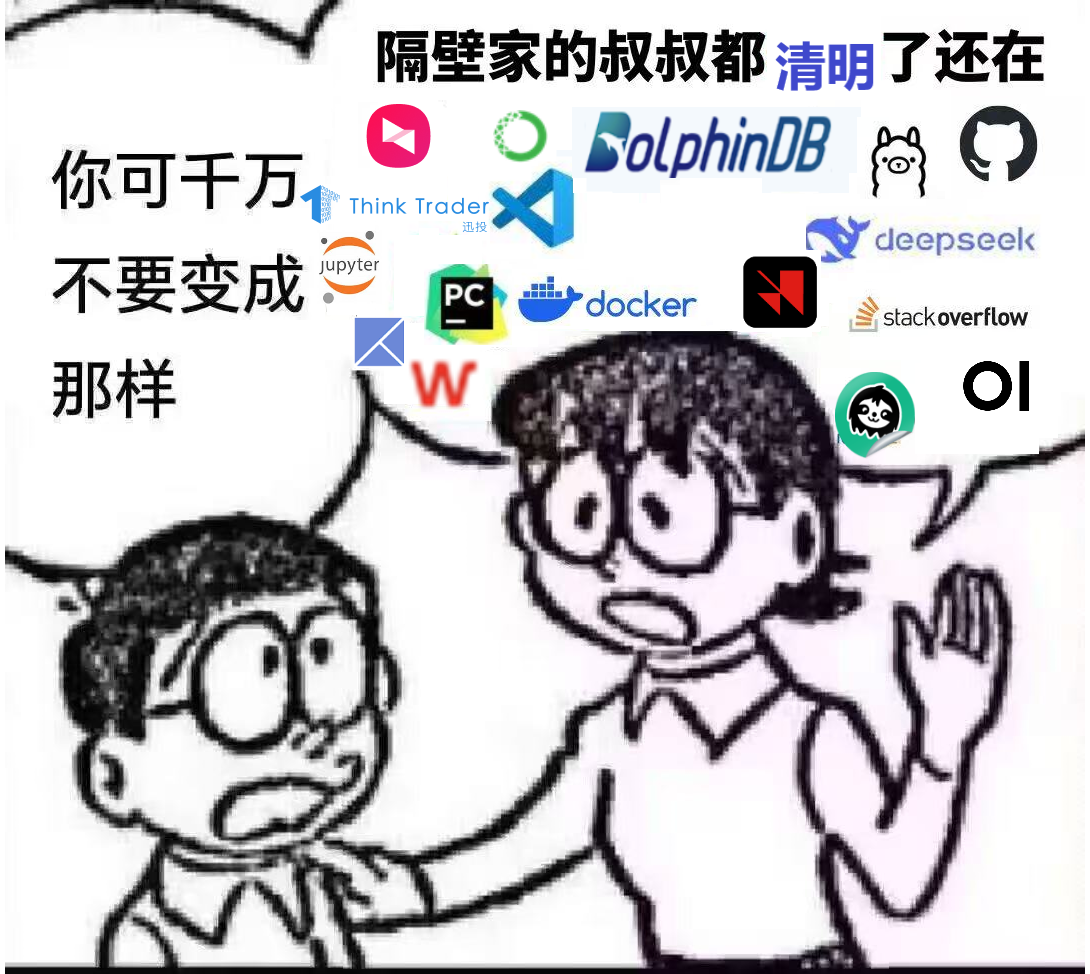 隔壁家的叔叔都清明了还在
DolphinDB
Think Trader
迅投
jupyter
PC
docker
deepseek
stackoverflow
W
OI
你可千万
不要变成
那样